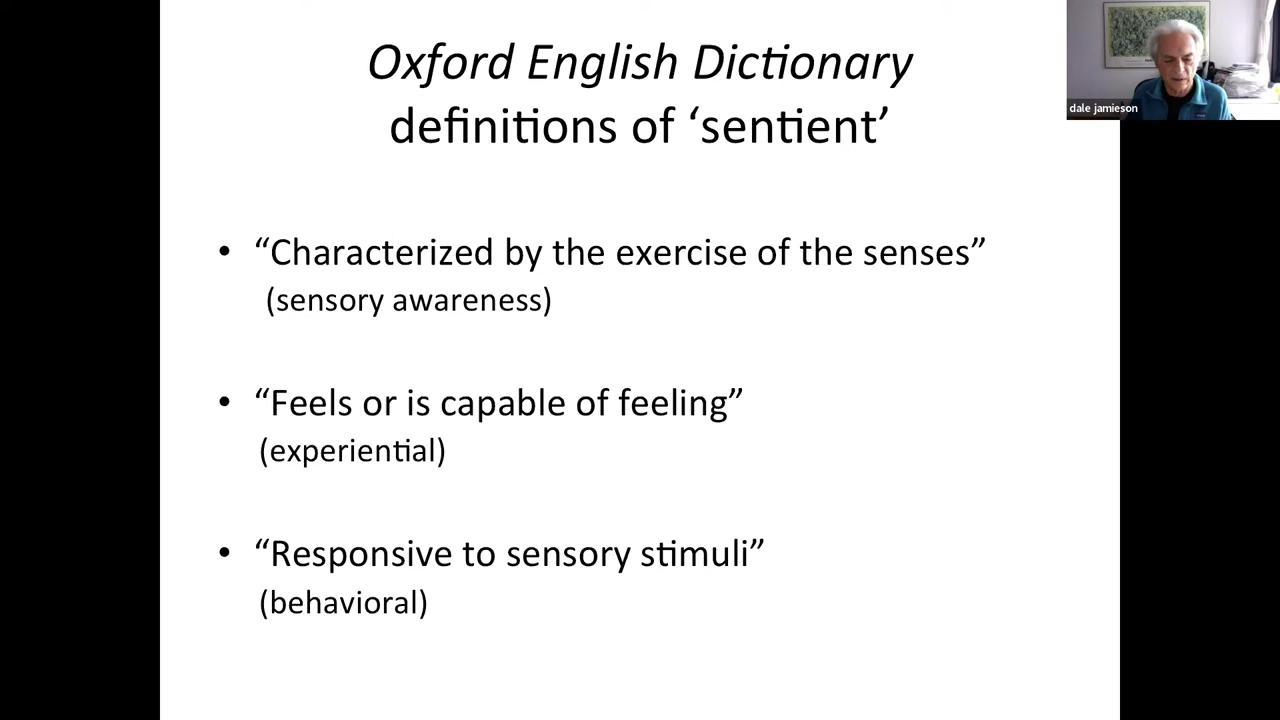 Oxford English Dictionary
definitions of ‘sentient’
dale jamieson
• “Characterized by the exercise of the senses”
(sensory awareness)
• “Feels or is capable of feeling”
(experiential)
• “Responsive to sensory stimuli”
(behavioral)